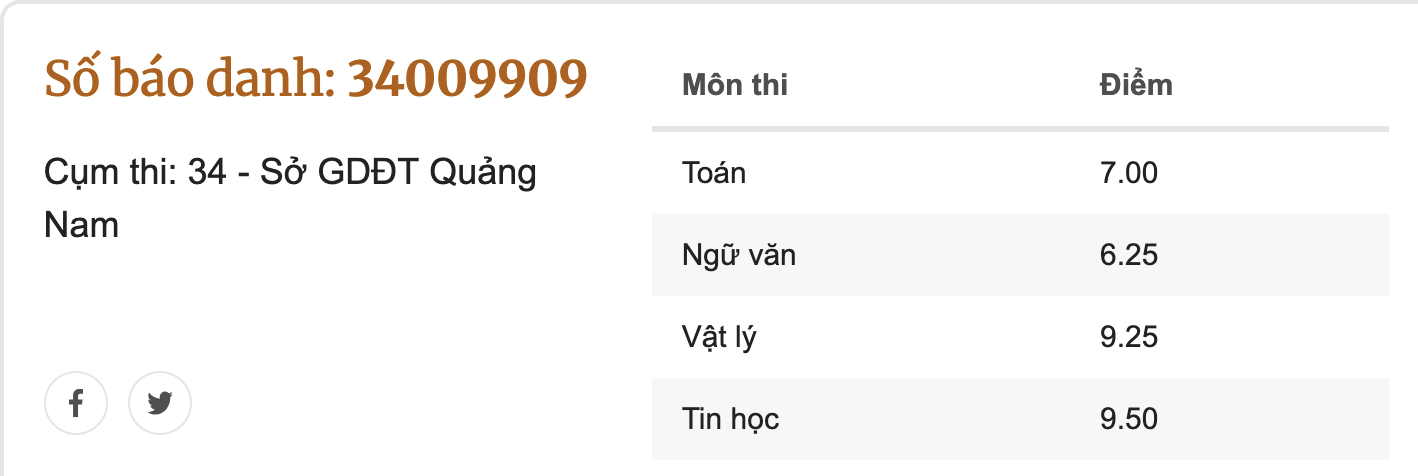 Số báo danh: 34009909
Cụm thi: 34 - Sở GDĐT Quảng
Nam
Môn thi Điểm
Toán 7.00
Ngữ văn 6.25
Vật lý 9.25
Tin học 9.50